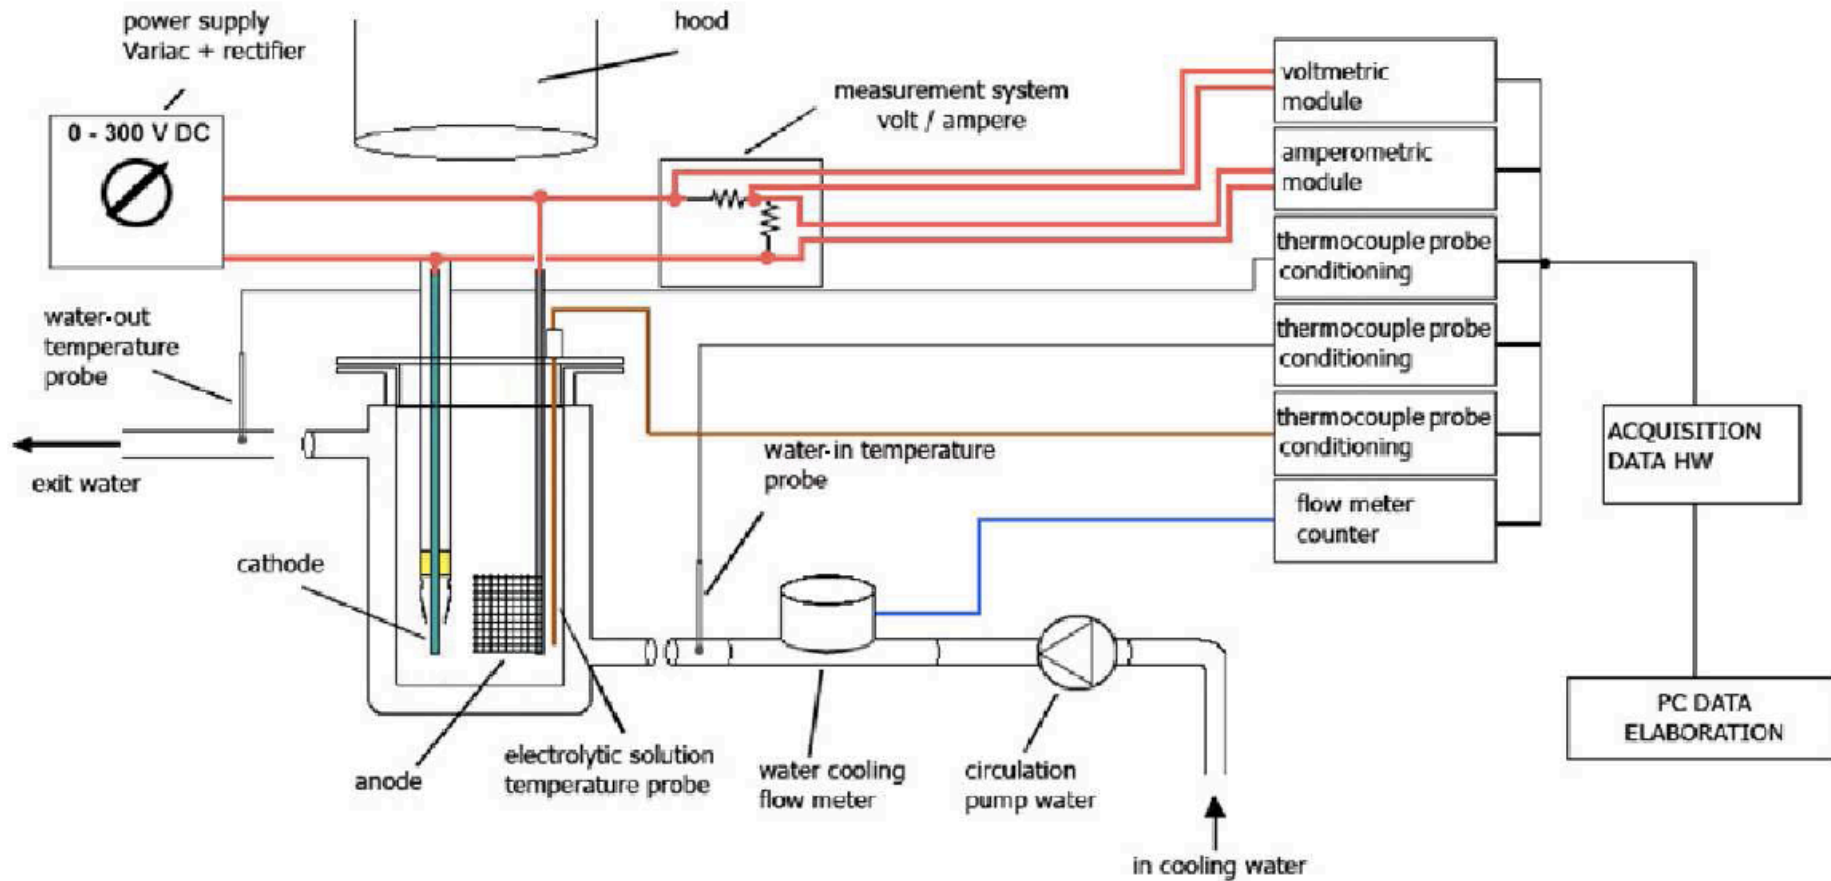 power supply
Variac + rectifier
hood
0 - 300 V DC
measurement system
volt / ampere
voltmetric
module
amperometric
module
thermocouple probe
conditioning
thermocouple probe
conditioning
thermocouple probe
conditioning
flow meter
counter
water-out
temperature
probe
exit water
water-in temperature
probe
ACQUISITION
DATA HW
cathode
anode
electrolytic solution
temperature probe
water cooling
flow meter
circulation
pump water
PC DATA
ELABORATION
in cooling water